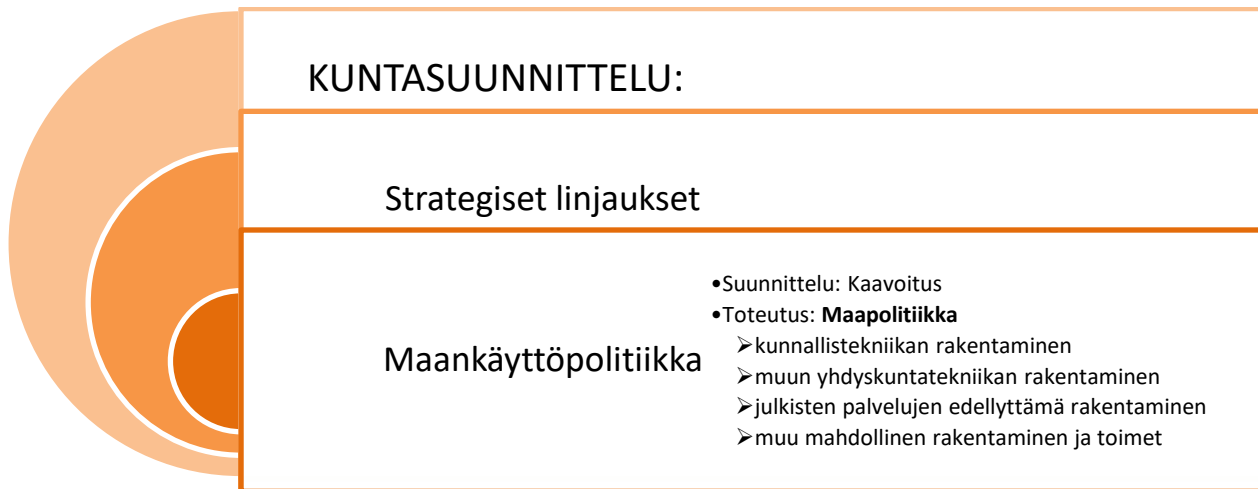 KUNTASUUNNITTELU:
Strategiset linjaukset
Maankäyttöpolitiikka
•Suunnittelu: Kaavoitus
•Toteutus: Maapolitiikka
➢kunnallistekniikan rakentaminen
➢muun yhdyskuntatekniikan rakentaminen
➢julkisten palvelujen edellyttämä rakentaminen
➢muu mahdollinen rakentaminen ja toimet